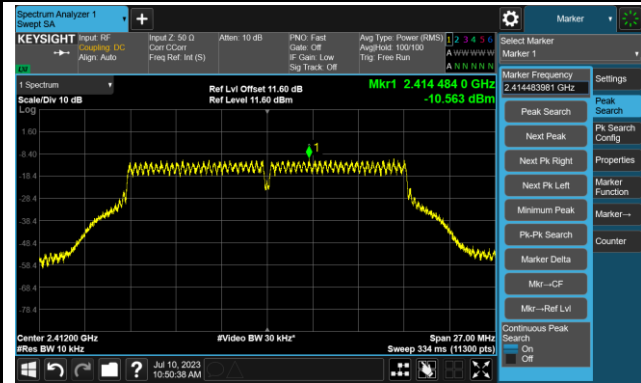 Spectrum Analyzer 1
Swept SA
Marker
KEYSIGHT
Input: RF
Coupling: DC
Align: Auto
Input Z: 50 Ω
Corr CCorr
Freq Ref: Int (S)
Atten: 10 dB
PNO: Fast
Gate: Off
IF Gain: Low
Sig Track: Off
Avg Type: Power (RMS)
Avg|Hold: 100/100
Trig: Free Run
1 2 3 4 5 6
A W W W W W
A N N N N N
Select Marker
Marker 1
1 Spectrum
Scale/Div 10 dB
Ref Lvl Offset 11.60 dB
Ref Level 11.60 dBm
Mkr1 2.414 484 0 GHz
-10.563 dBm
Log
1.60
-8.40
-18.4
-28.4
-38.4
-48.4
-58.4
-68.4
-78.4
1
Center 2.41200 GHz
#Res BW 10 kHz
#Video BW 30 kHz*
Span 27.00 MHz
Sweep 334 ms (11300 pts)
Marker Frequency
2.414483981 GHz
Peak Search
Next Peak
Next Pk Right
Next Pk Left
Minimum Peak
Pk-Pk Search
Marker Delta
Mkr→CF
Mkr→Ref Lvl
Continuous Peak
Search
On
Off
Settings
Peak
Search
Pk Search
Config
Properties
Marker
Function
Marker→
Counter
Jul 10, 2023
10:50:38 AM